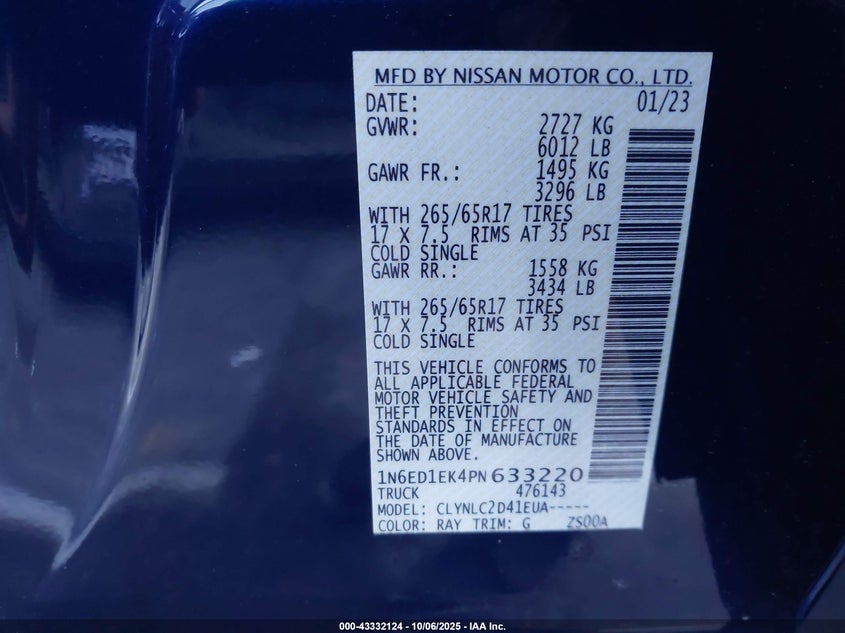 MFD BY NISSAN MOTOR CO., LTD.
DATE: 01/23
GVWR: 2727 KG
6012 LB
GAWR FR.: 1495 KG
3296 LB
WITH 265/65R17 TIRES
17 X 7.5 RIMS AT 35 PSI
COLD SINGLE
GAWR RR.: 1558 KG
3434 LB
WITH 265/65R17 TIRES
17 X 7.5 RIMS AT 35 PSI
COLD SINGLE
THIS VEHICLE CONFORMS TO
ALL APPLICABLE FEDERAL
MOTOR VEHICLE SAFETY AND
THEFT PREVENTION
STANDARDS IN EFFECT ON
THE DATE OF MANUFACTURE
SHOWN ABOVE.
1N6ED1EK4PN633220
TRUCK 476143
MODEL: CLYNLC2D41EUA-----
COLOR: RAY TRIM: G ZS00A
000-43332124 - 10/06/2025 - IAA Inc.